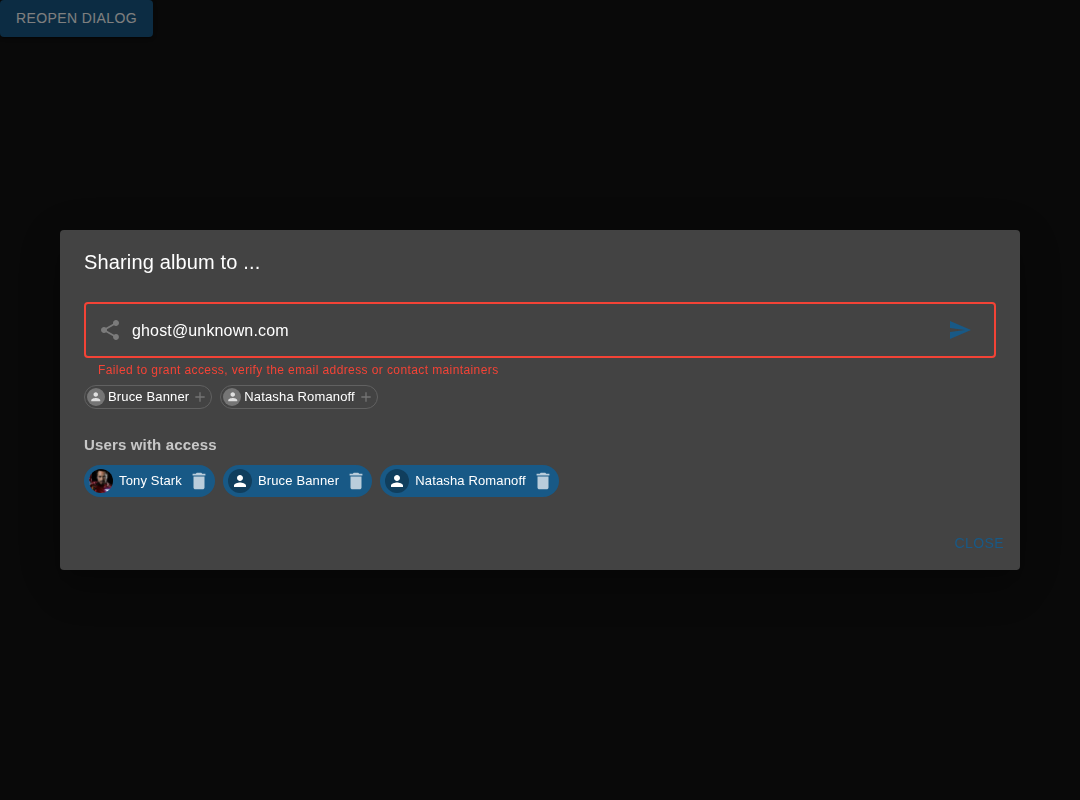 REOPEN DIALOG
Sharing album to ...
ghost@unknown.com
Failed to grant access, verify the email address or contact maintainers
Bruce Banner Natasha Romanoff
Users with access
Tony Stark Bruce Banner Natasha Romanoff
CLOSE